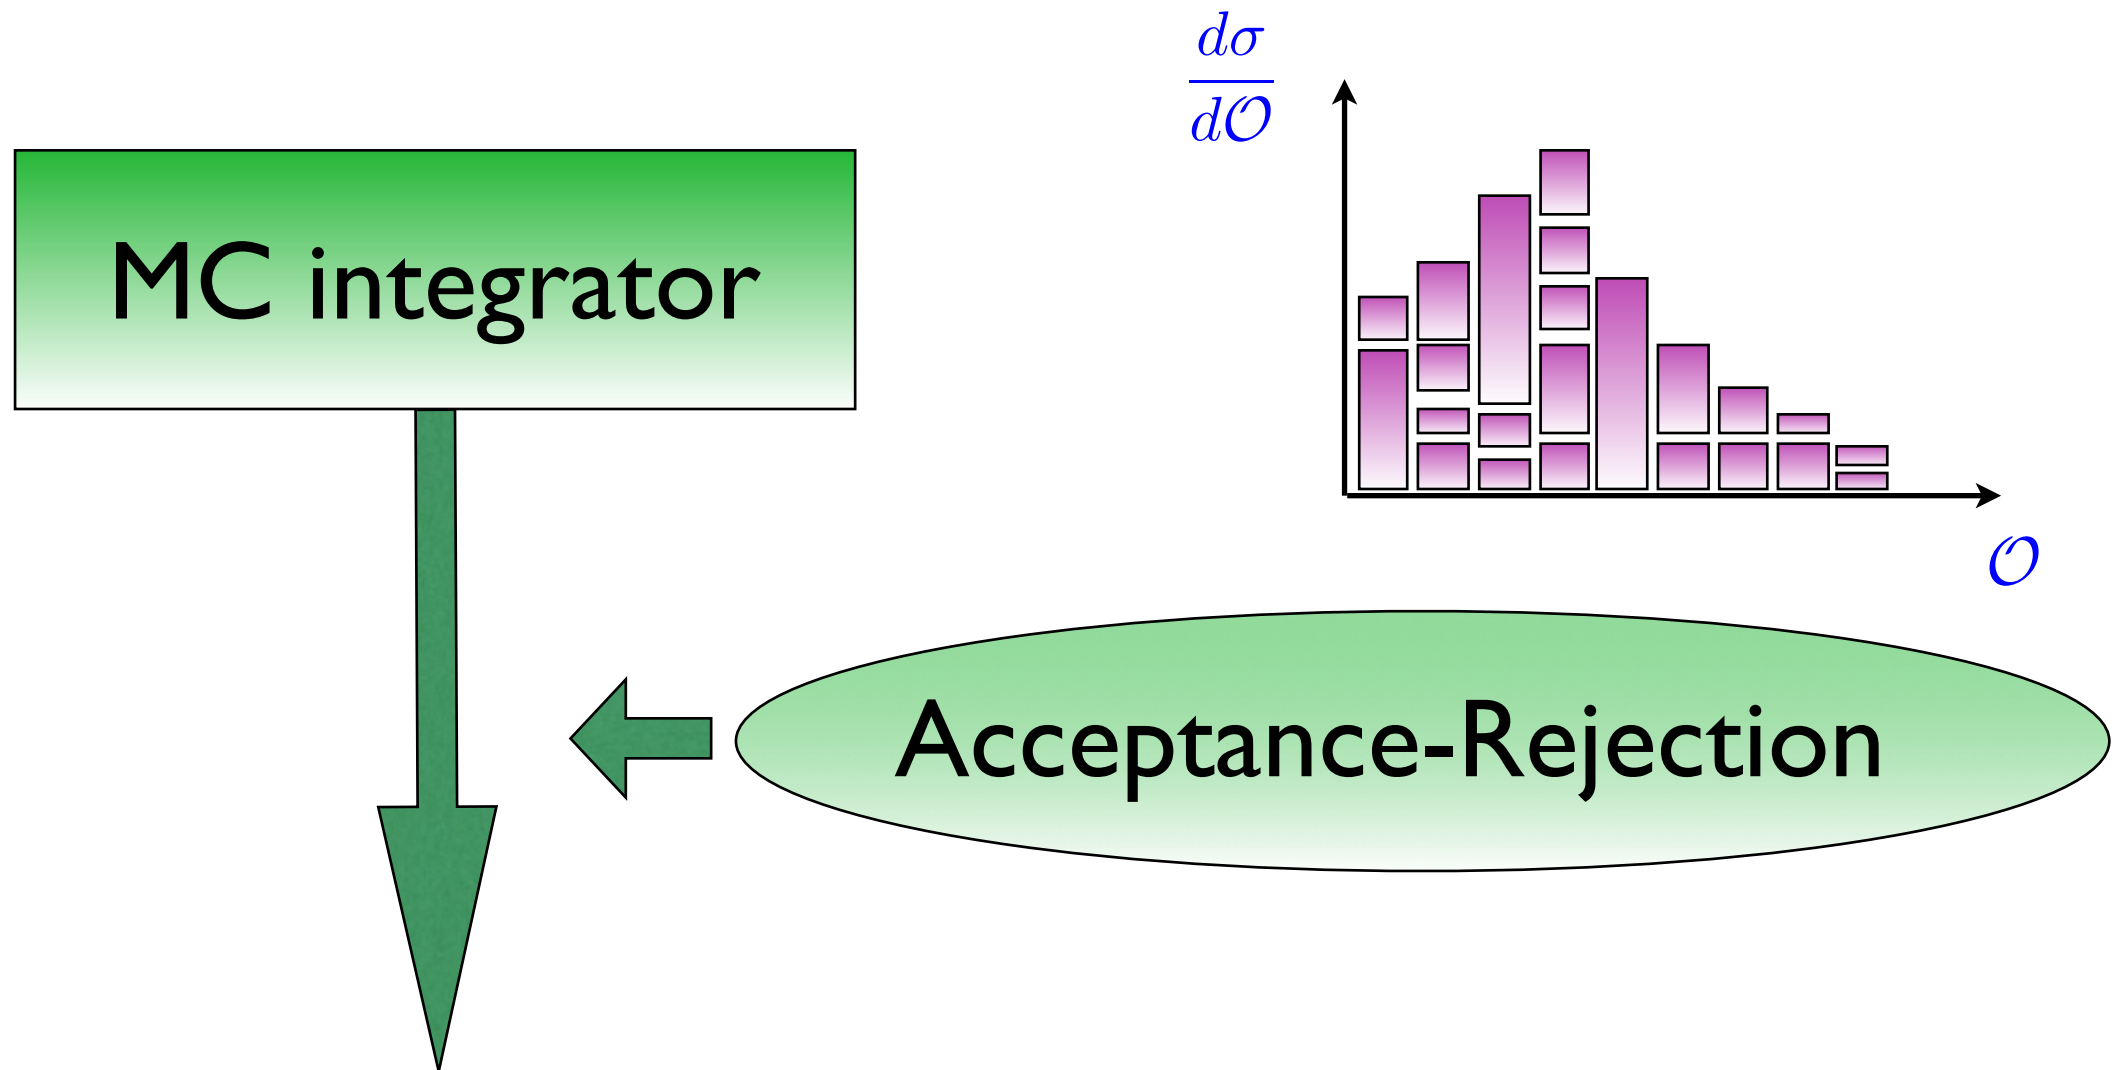 dσ
d𝒪
MC integrator
𝒪
Acceptance-Rejection